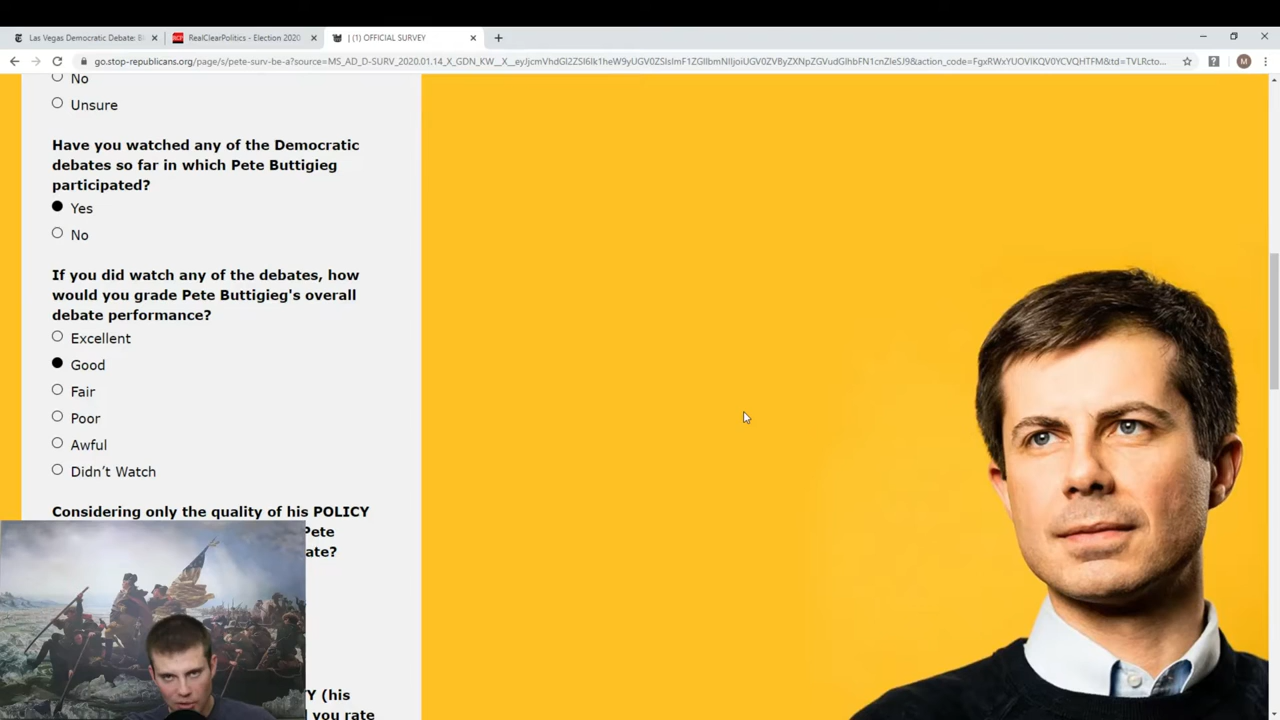 Las Vegas Democratic Debate:
RealClearPolitics - Election 2020
| (1) OFFICIAL SURVEY
go.stop-republicans.org/page/s/pete-surv-be-a?source=MS_AD_D-SURV_2020.01.14_X_GDN_KW__X__
M
No
Unsure
Have you watched any of the Democratic
debates so far in which Pete Buttigieg
participated?
Yes
No
If you did watch any of the debates, how
would you grade Pete Buttigieg's overall
debate performance?
Excellent
Good
Fair
Poor
Awful
Didn’t Watch
Considering only the quality of his POLICY
Pete
ate?
Y (his
you rate